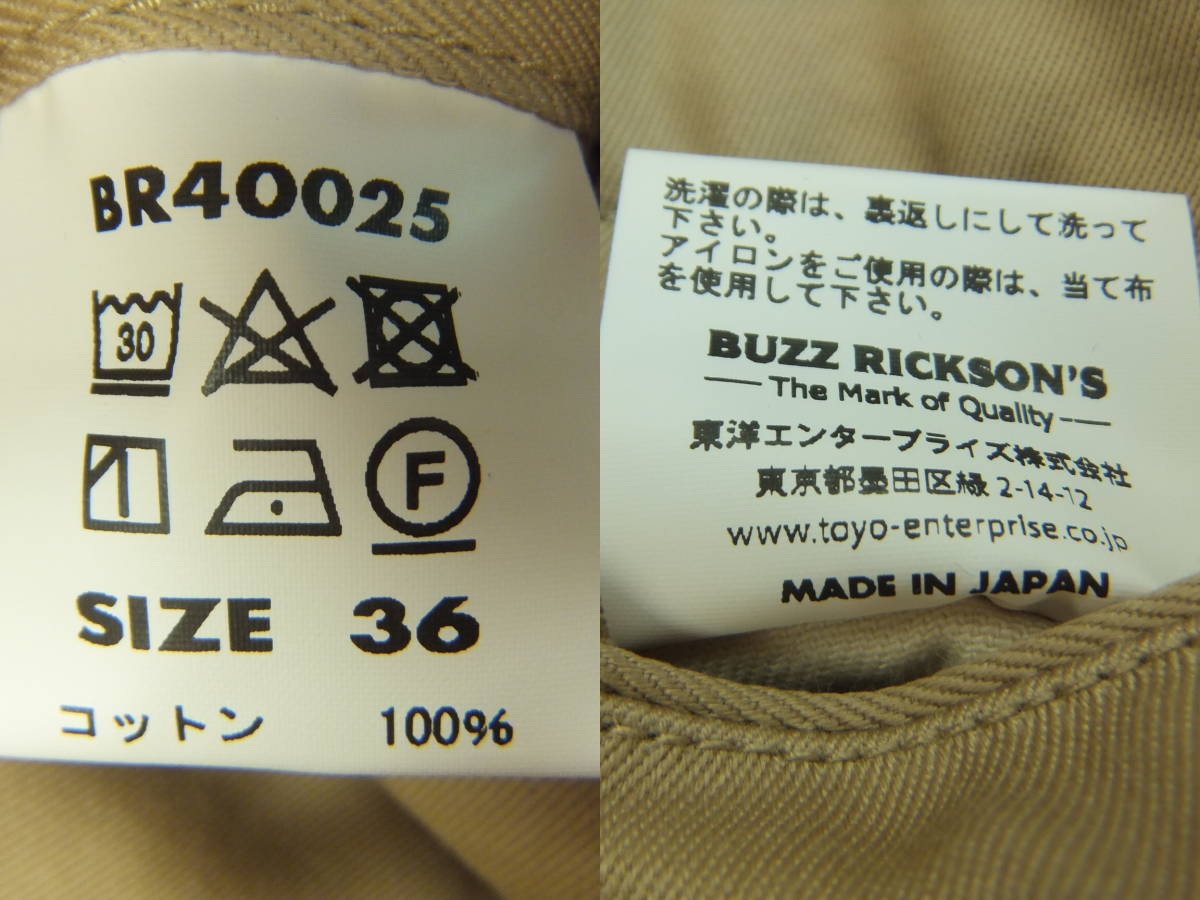 BR40025
30
F
SIZE 36
コットン 100%
洗濯の際は、裏返しにして洗って
下さい。
アイロンをご使用の際は、当て布
を使用して下さい。
BUZZ RICKSON'S
The Mark of Quality
東洋エンタープライズ株式会社
東京都墨田区緑 2-14-12
www.toyo-enterprise.co.jp
MADE IN JAPAN